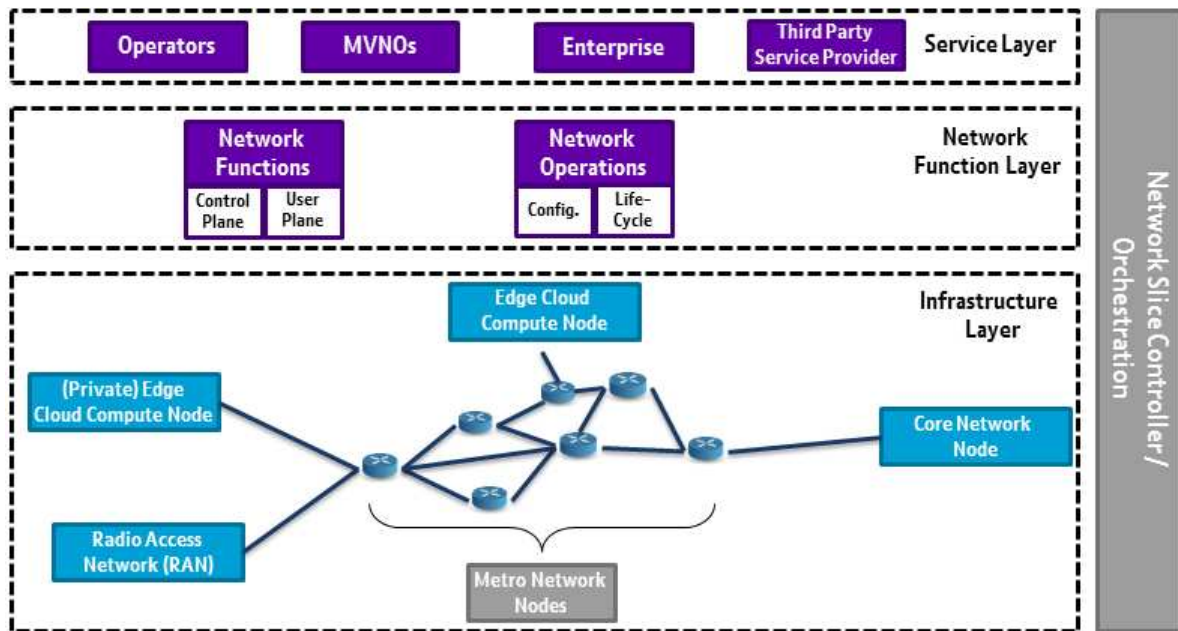 Operators
MVNOs
Enterprise
Third Party
Service Provider
Service Layer
Network
Functions
Control
Plane
User
Plane
Network
Operations
Config.
Life-
Cycle
Network
Function Layer
Edge Cloud
Compute Node
Infrastructure
Layer
(Private) Edge
Cloud Compute Node
Core Network
Node
Radio Access
Network (RAN)
Metro Network
Nodes
Network Slice Controller /
Orchestration